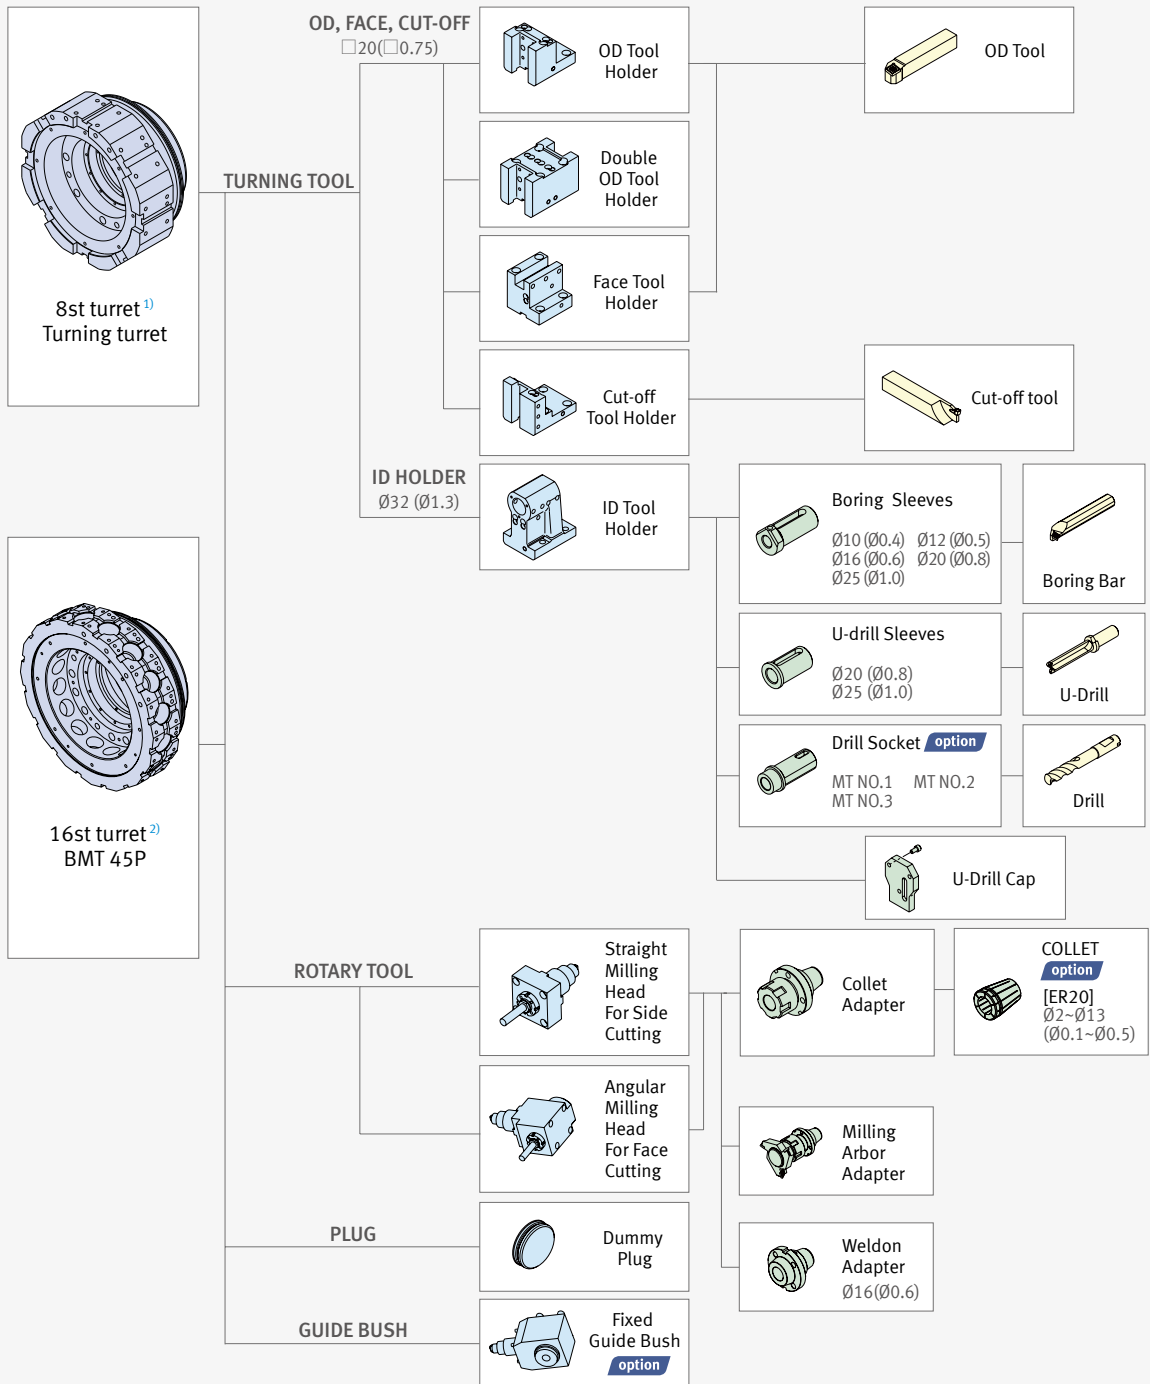 OD, FACE, CUT-OFF
□20(□0.75)
OD Tool
Holder
OD Tool
Double
OD Tool
Holder
TURNING TOOL
Face Tool
Holder
8st turret 1)
Turning turret
Cut-off
Tool Holder
Cut-off tool
ID HOLDER
Ø32 (Ø1.3)
ID Tool
Holder
Boring Sleeves
Ø10 (Ø0.4) Ø12 (Ø0.5)
Ø16 (Ø0.6) Ø20 (Ø0.8)
Ø25 (Ø1.0)
Boring Bar
U-drill Sleeves
Ø20 (Ø0.8)
Ø25 (Ø1.0)
U-Drill
Drill Socket option
MT NO.1 MT NO.2
MT NO.3
Drill
16st turret 2)
BMT 45P
U-Drill Cap
ROTARY TOOL
Straight
Milling
Head
For Side
Cutting
Collet
Adapter
COLLET
option
[ER20]
Ø2~Ø13
(Ø0.1~Ø0.5)
Angular
Milling
Head
For Face
Cutting
Milling
Arbor
Adapter
PLUG
Dummy
Plug
Weldon
Adapter
Ø16(Ø0.6)
GUIDE BUSH
Fixed
Guide Bush
option